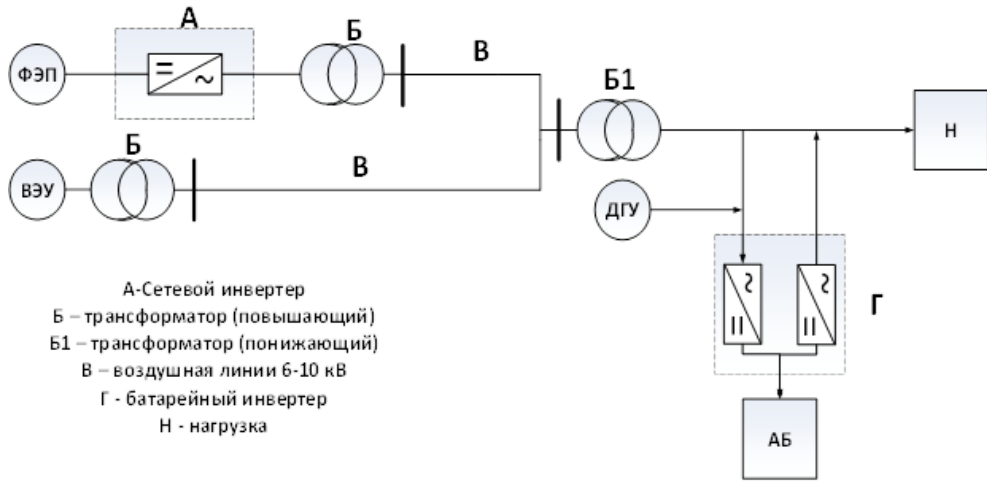 А
Б
В
ФЭП
Б1
Н
Б
В
ВЭУ
ДГУ
А-Сетевой инвертер
Б – трансформатор (повышающий)
Б1 – трансформатор (понижающий)
В – воздушная линии 6-10 кВ
Г - батарейный инвертер
Н - нагрузка
Г
АБ